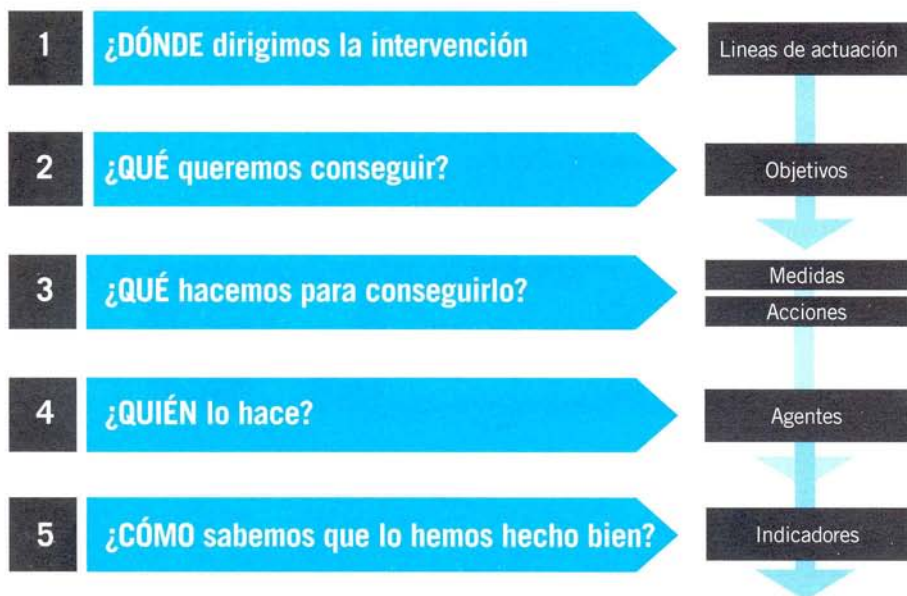 1
¿DÓNDE dirigimos la intervención
Lineas de actuación
2
¿QUÉ queremos conseguir?
Objetivos
3
¿QUÉ hacemos para conseguirlo?
Medidas
Acciones
4
¿QUIÉN lo hace?
Agentes
5
¿CÓMO sabemos que lo hemos hecho bien?
Indicadores